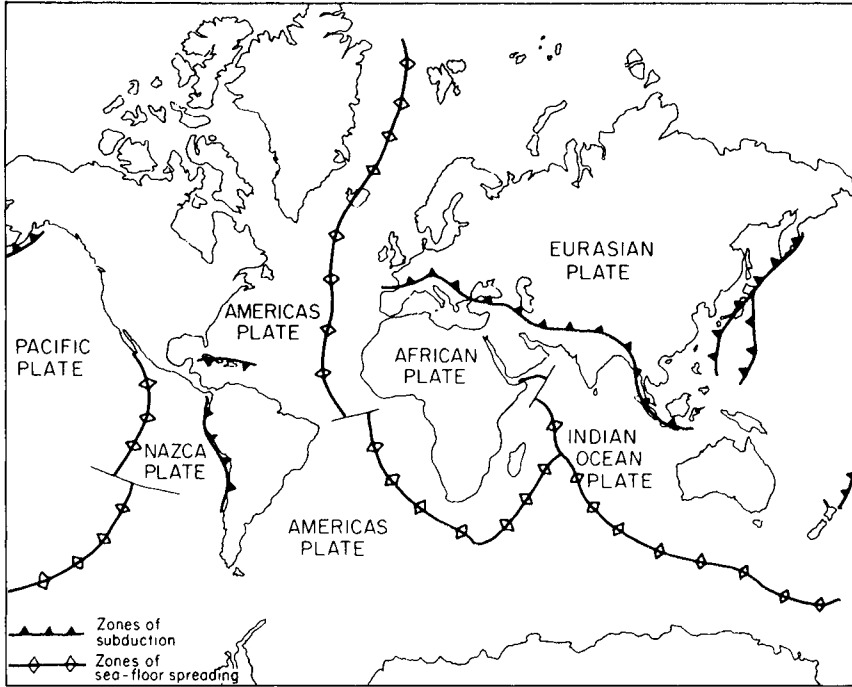 EURASIAN
PLATE
AMERICAS
PLATE
PACIFIC
PLATE
AFRICAN
PLATE
NAZCA
PLATE
INDIAN
OCEAN
PLATE
AMERICAS
PLATE
Zones of
subduction
Zones of
sea-floor spreading